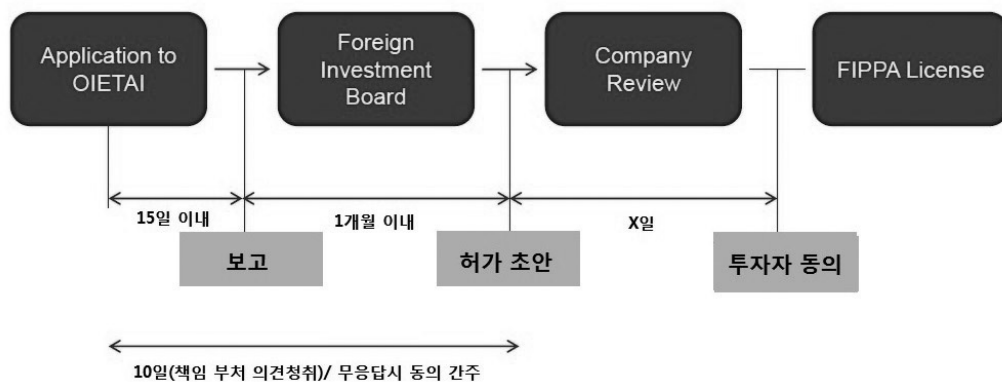 Application to
OIETAI
Foreign
Investment
Board
Company
Review
FIPPA License
15일 이내
1개월 이내
X일
보고
허가 초안
투자자 동의
10일(책임 부처 의견청취)/ 무응답시 동의 간주